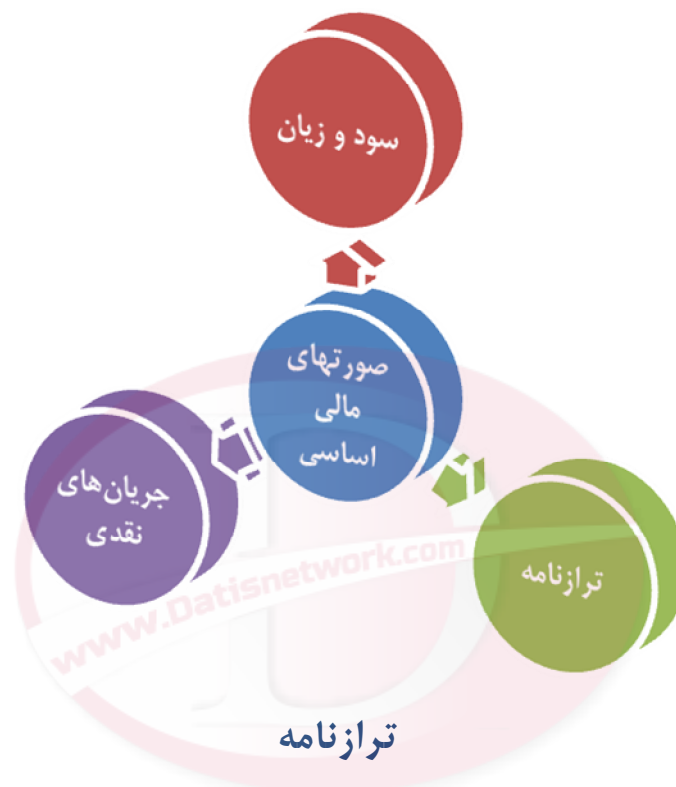 سود و زیان
صورتهای
مالی
اساسی
جریان‌های
نقدی
ترازنامه
www.Datisnetwork.com
ترازنامه